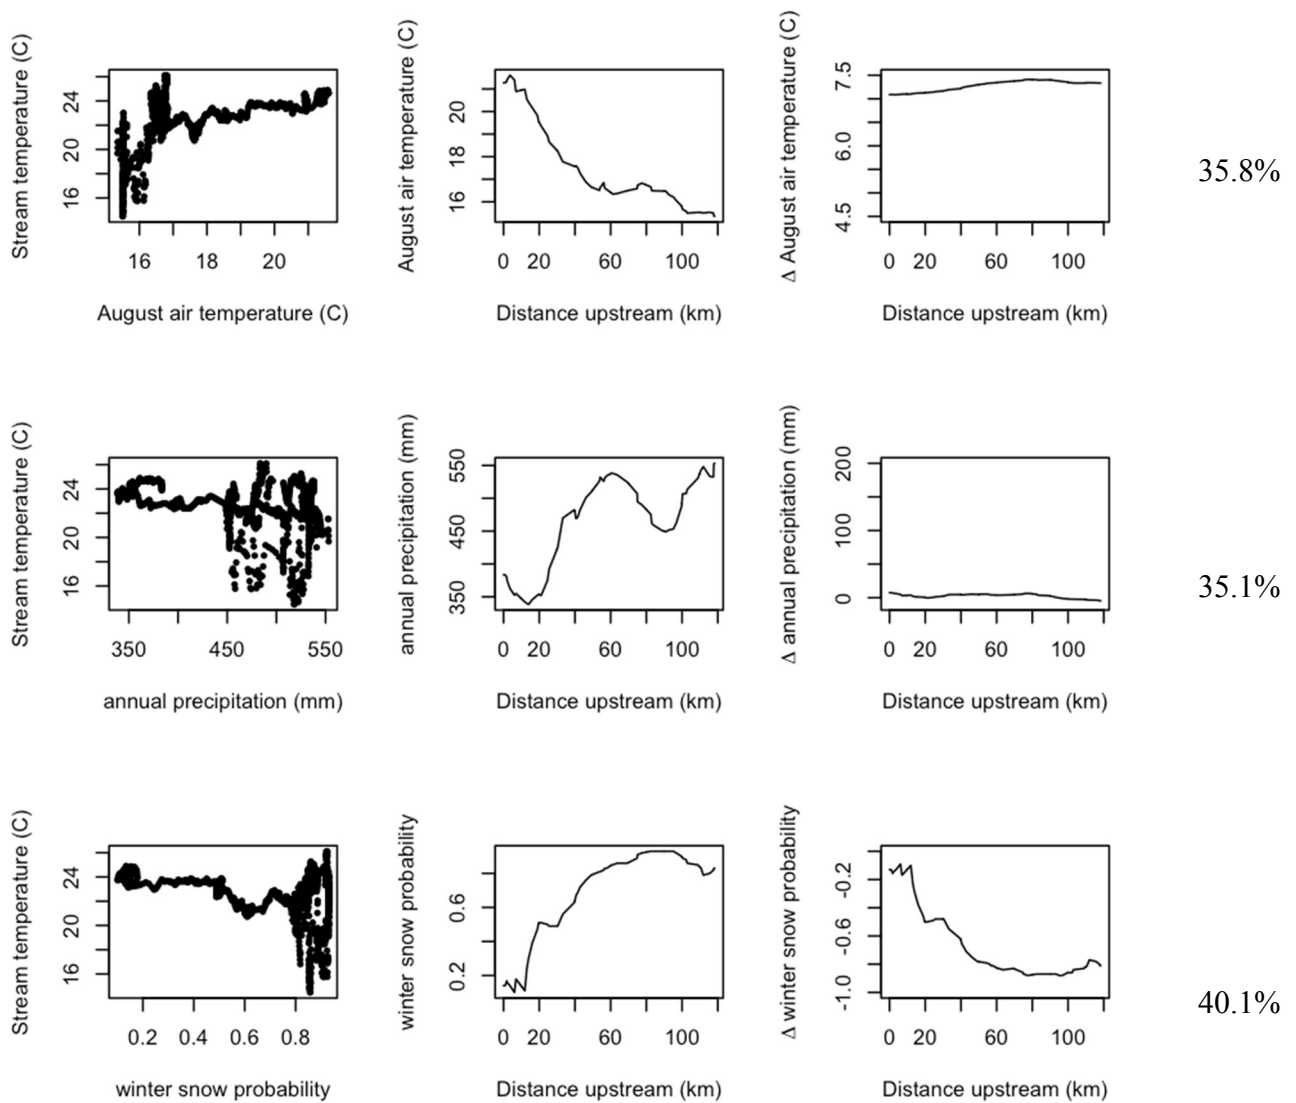 Stream temperature (C)
24
20
16
16 18 20
August air temperature (C)
August air temperature (C)
20
18
16
0 20 60 100
Distance upstream (km)
Δ August air temperature (C)
7.5
6.0
4.5
0 20 60 100
Distance upstream (km)
35.8%
Stream temperature (C)
24
20
16
350 450 550
annual precipitation (mm)
annual precipitation (mm)
550
450
350
0 20 60 100
Distance upstream (km)
Δ annual precipitation (mm)
200
100
0
0 20 60 100
Distance upstream (km)
35.1%
Stream temperature (C)
24
20
16
0.2 0.4 0.6 0.8
winter snow probability
winter snow probability
0.6
0.2
0 20 60 100
Distance upstream (km)
Δ winter snow probability
-0.2
-0.6
-1.0
0 20 60 100
Distance upstream (km)
40.1%